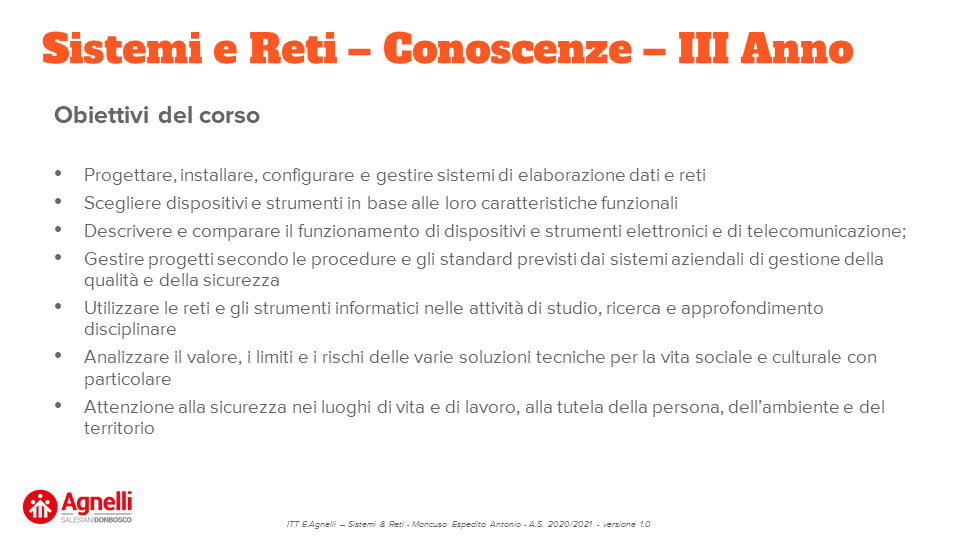 Sistemi e Reti – Conoscenze – III Anno
Obiettivi del corso
• Progettare, installare, configurare e gestire sistemi di elaborazione dati e reti
• Scegliere dispositivi e strumenti in base alle loro caratteristiche funzionali
• Descrivere e comparare il funzionamento di dispositivi e strumenti elettronici e di telecomunicazione;
• Gestire progetti secondo le procedure e gli standard previsti dai sistemi aziendali di gestione della
qualità e della sicurezza
• Utilizzare le reti e gli strumenti informatici nelle attività di studio, ricerca e approfondimento
disciplinare
• Analizzare il valore, i limiti e i rischi delle varie soluzioni tecniche per la vita sociale e culturale con
particolare
• Attenzione alla sicurezza nei luoghi di vita e di lavoro, alla tutela della persona, dell’ambiente e del
territorio
Agnelli
SALESIANI DONBOSCO
ITT E.Agnelli – Sistemi & Reti - Mancuso Espedito Antonio - A.S. 2020/2021 - versione 1.0